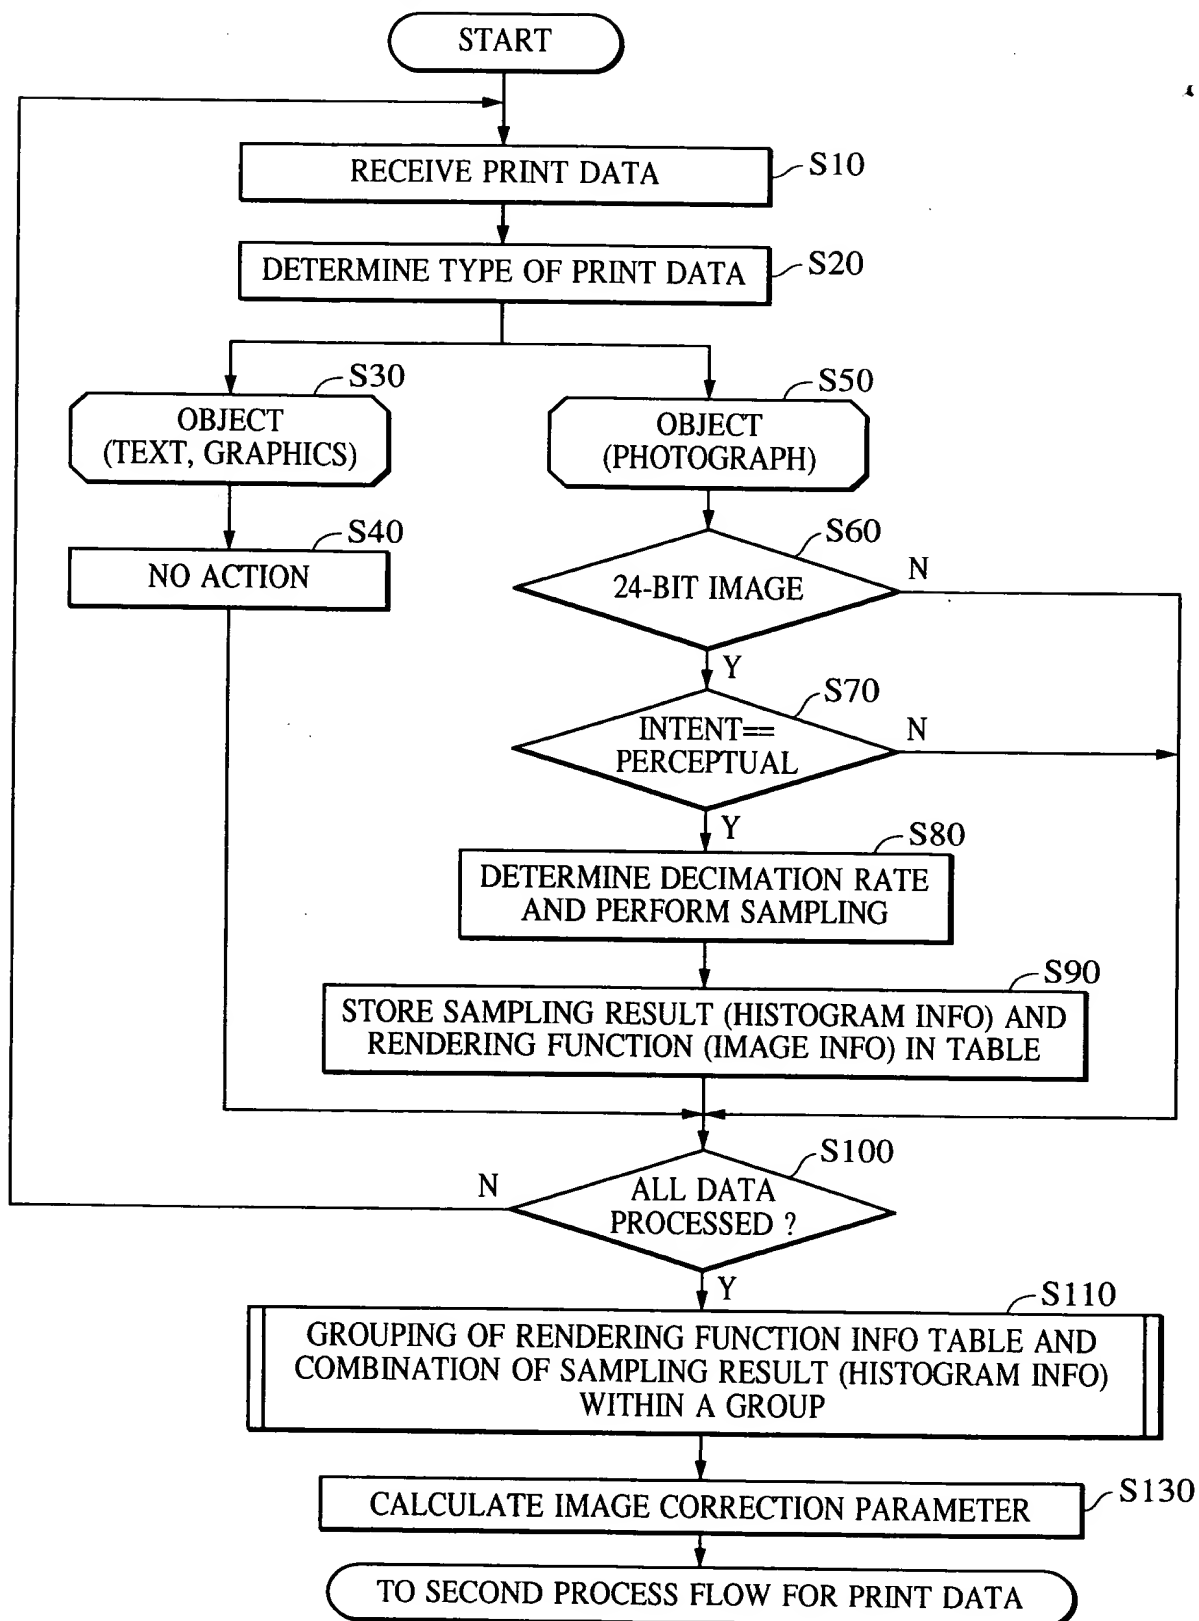 START
RECEIVE PRINT DATA
S10
DETERMINE TYPE OF PRINT DATA
S20
S30
OBJECT
(TEXT, GRAPHICS)
S50
OBJECT
(PHOTOGRAPH)
S40
NO ACTION
S60
24-BIT IMAGE
N
Y
S70
INTENT==
PERCEPTUAL
N
Y
S80
DETERMINE DECIMATION RATE
AND PERFORM SAMPLING
S90
STORE SAMPLING RESULT (HISTOGRAM INFO) AND
RENDERING FUNCTION (IMAGE INFO) IN TABLE
S100
N
ALL DATA
PROCESSED ?
Y
S110
GROUPING OF RENDERING FUNCTION INFO TABLE AND
COMBINATION OF SAMPLING RESULT (HISTOGRAM INFO)
WITHIN A GROUP
S130
CALCULATE IMAGE CORRECTION PARAMETER
TO SECOND PROCESS FLOW FOR PRINT DATA